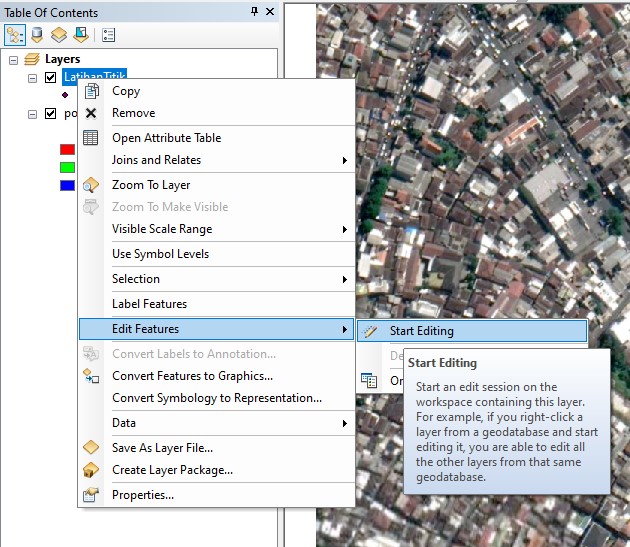 Table Of Contents
Layers
LatihanTitik
po
Copy
Remove
Open Attribute Table
Joins and Relates
Zoom To Layer
Zoom To Make Visible
Visible Scale Range
Use Symbol Levels
Selection
Label Features
Edit Features
Convert Labels to Annotation...
Convert Features to Graphics...
Convert Symbology to Representation...
Data
Save As Layer File...
Create Layer Package...
Properties...
Start Editing
De
Or
Start Editing
Start an edit session on the
workspace containing this layer.
For example, if you right-click a
layer from a geodatabase and start
editing it, you are able to edit all
the other layers from that same
geodatabase.